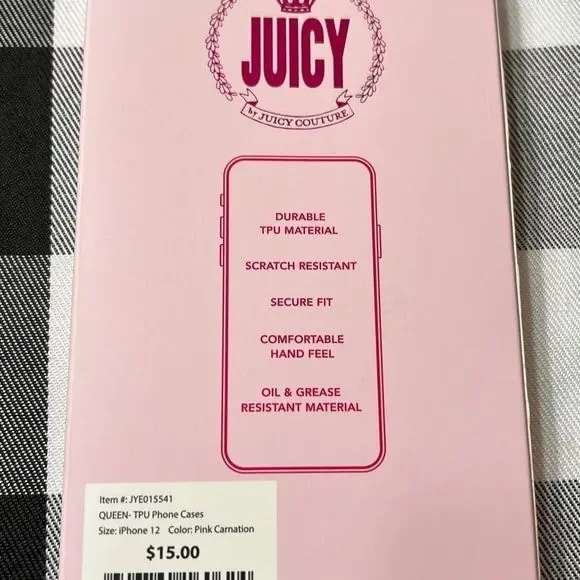 JUICY
by JUICY COUTURE
DURABLE
TPU MATERIAL
SCRATCH RESISTANT
SECURE FIT
COMFORTABLE
HAND FEEL
OIL & GREASE
RESISTANT MATERIAL
Item #: JYE015541
QUEEN- TPU Phone Cases
Size: iPhone 12 Color: Pink Carnation
$15.00